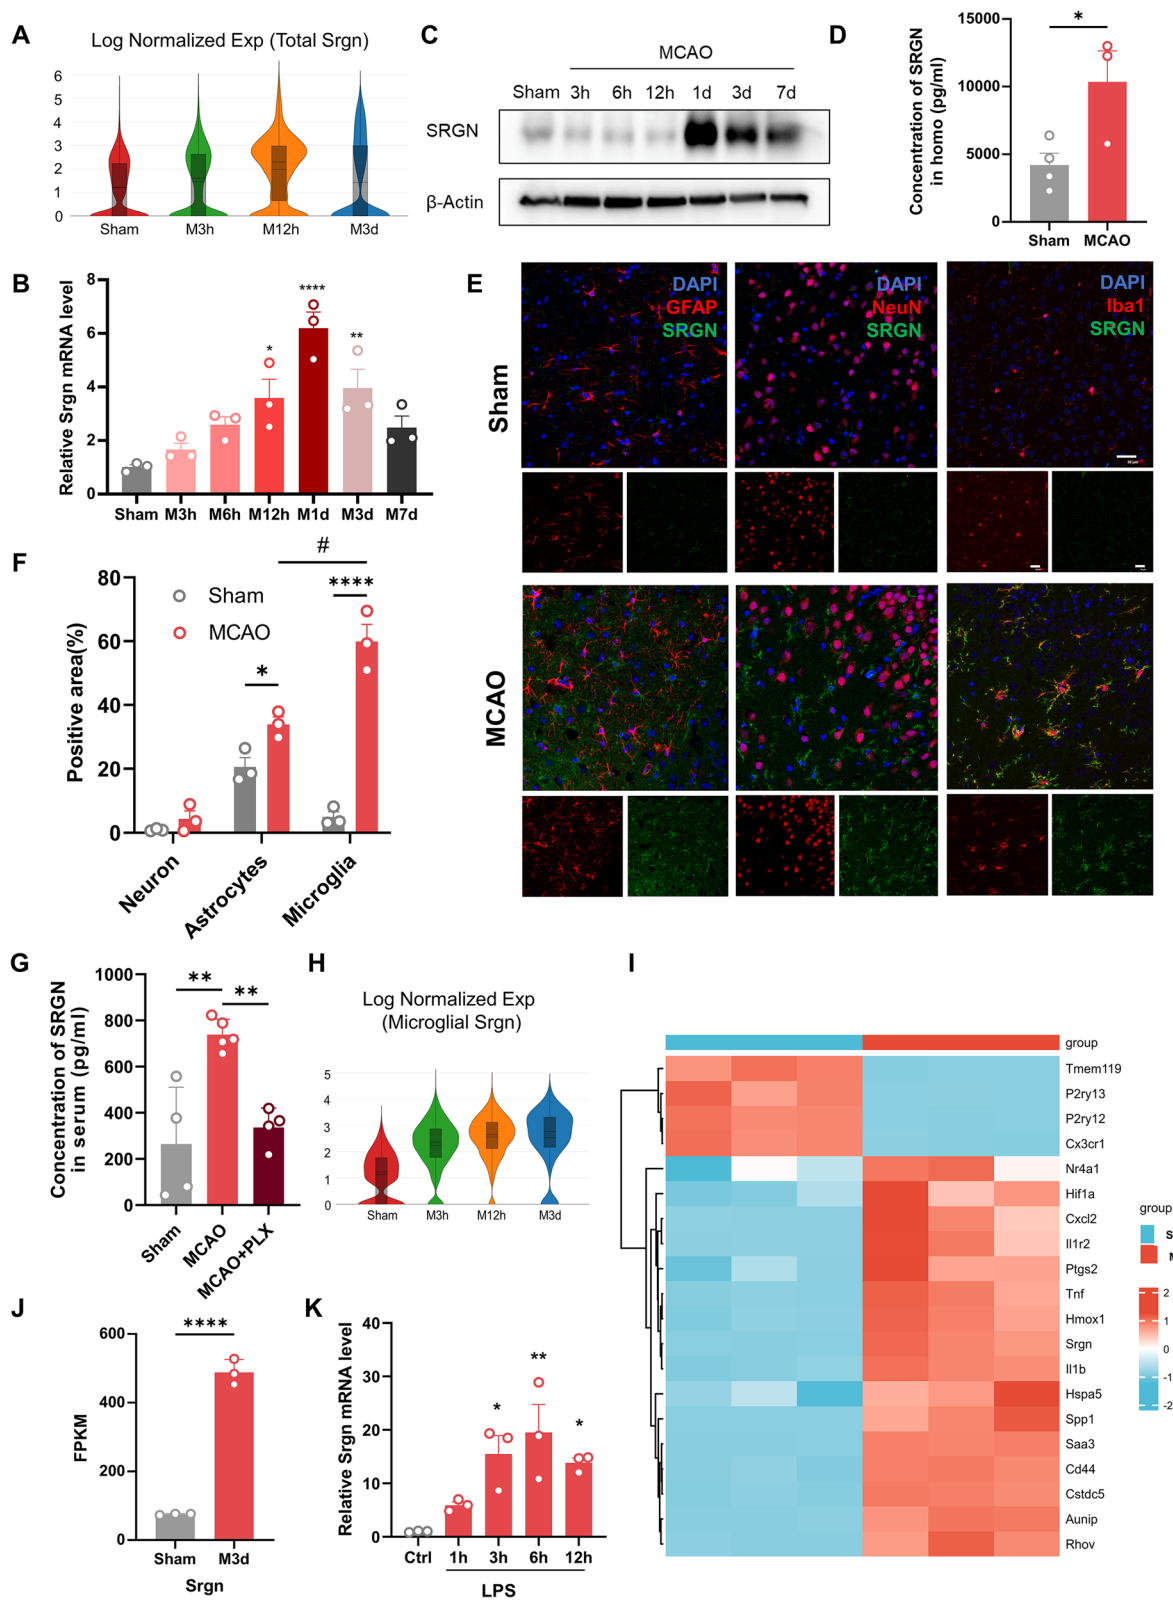 A
Log Normalized Exp (Total Srgn)
6
5
4
3
2
1
0
Sham M3h M12h M3d
C
MCAO
Sham 3h 6h 12h 1d 3d 7d
SRGN
β-Actin
D
Concentration of SRGN
in homo (pg/ml)
15000
10000
5000
0
*
Sham MCAO
B
Relative Srgn mRNA level
8
6
4
2
0
* **** **
Sham M3h M6h M12h M1d M3d M7d
E
DAPI
GFAP
SRGN
DAPI
NeuN
SRGN
DAPI
Iba1
SRGN
Sham
MCAO
F
Positive area(%)
80
60
40
20
0
Sham
MCAO
#
* ****
Neuron
Astrocytes
Microglia
G
Concentration of SRGN
in serum (pg/ml)
1000
800
600
400
200
0
** **
Sham
MCAO
MCAO+PLX
H
Log Normalized Exp
(Microglial Srgn)
5
4
3
2
1
0
Sham M3h M12h M3d
I
group
Tmem119
P2ry13
P2ry12
Cx3cr1
Nr4a1
Hif1a
Cxcl2
Il1r2
Ptgs2
Tnf
Hmox1
Srgn
Il1b
Hspa5
Spp1
Saa3
Cd44
Cstdc5
Aunip
Rhov
group
S
2
1
0
-1
-2
J
FPKM
600
400
200
0
****
Sham M3d
Srgn
K
Relative Srgn mRNA level
40
30
20
10
0
* ** *
Ctrl 1h 3h 6h 12h
LPS